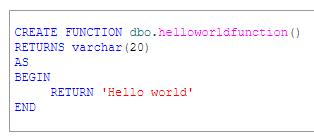 CREATE FUNCTION dbo.helloworldfunction()
RETURNS varchar(20)
AS
BEGIN
     RETURN 'Hello world'
END